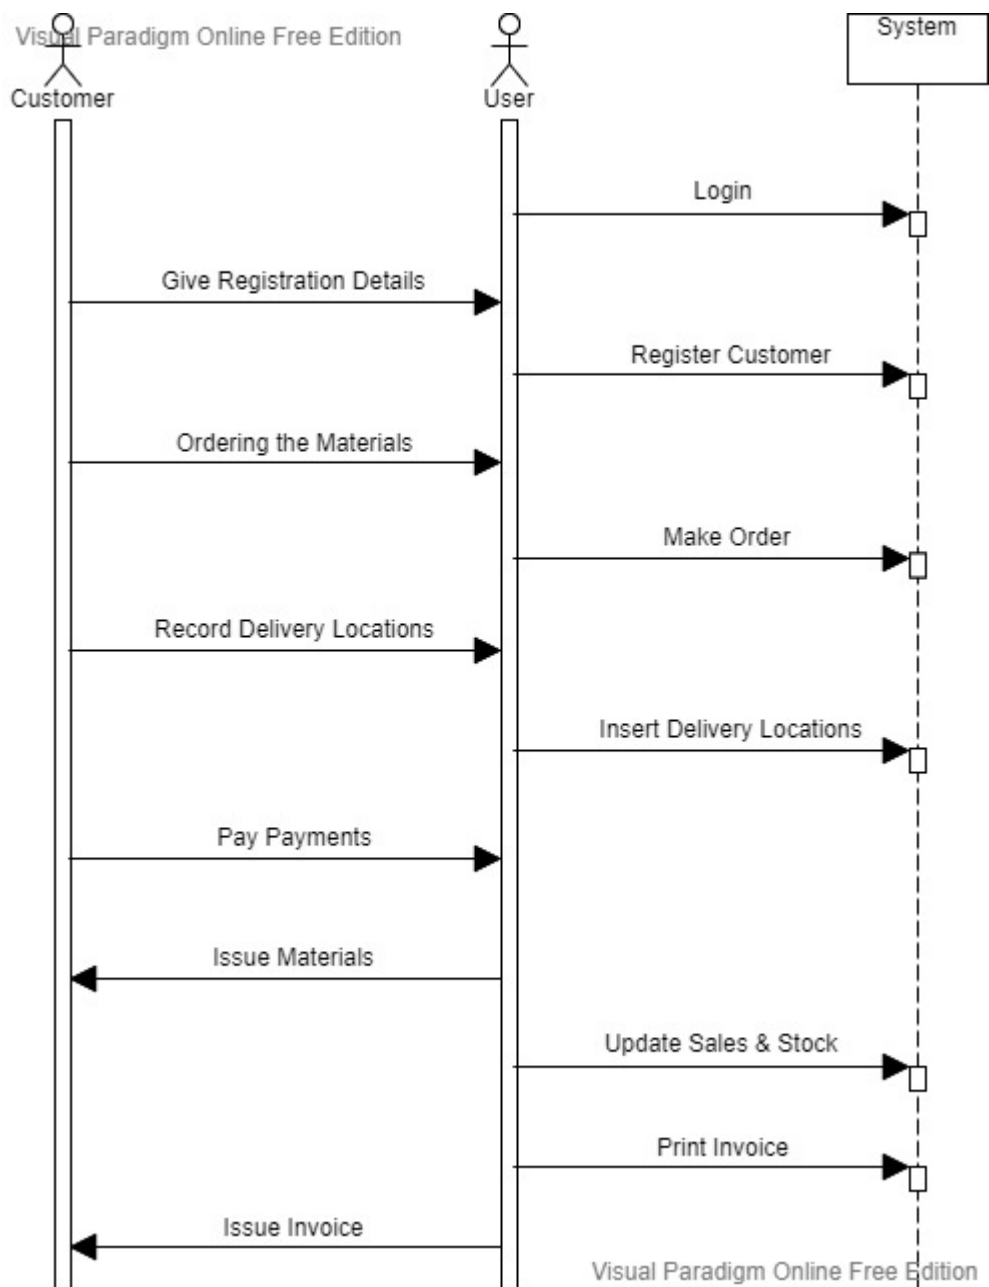 Visual Paradigm Online Free Edition
System
Customer
User
Login
Give Registration Details
Register Customer
Ordering the Materials
Make Order
Record Delivery Locations
Insert Delivery Locations
Pay Payments
Issue Materials
Update Sales & Stock
Print Invoice
Issue Invoice
Visual Paradigm Online Free Edition